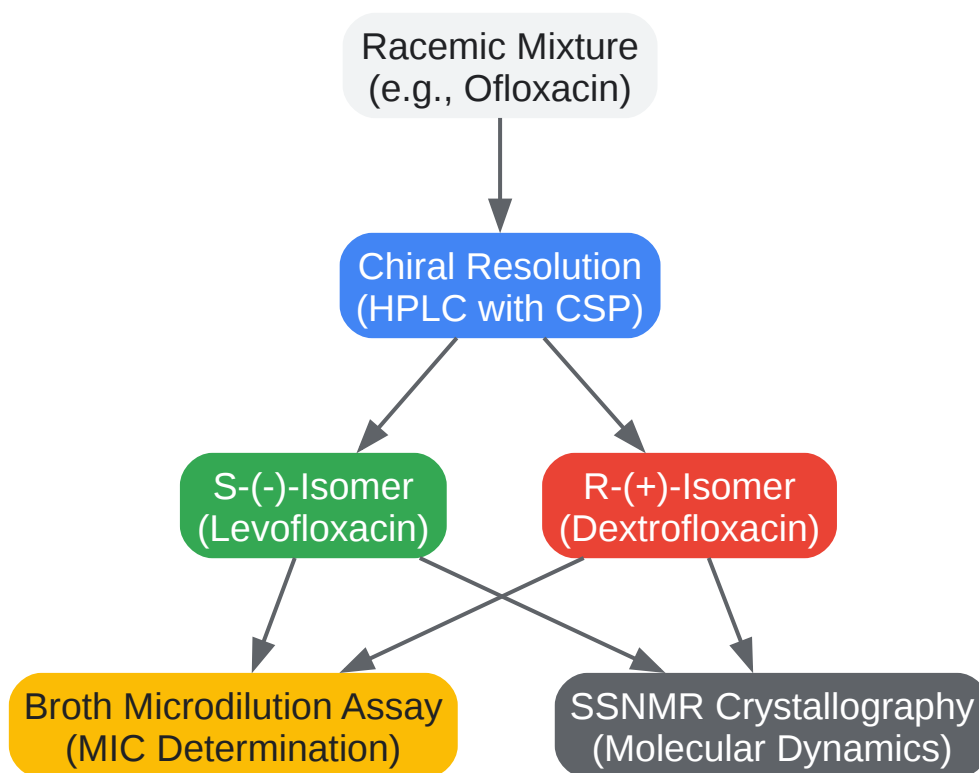 Racemic Mixture
(e.g., Ofloxacin)
Chiral Resolution
(HPLC with CSP)
S-(-)-Isomer
(Levofloxacin)
R-(+)-Isomer
(Dextrofloxacin)
Broth Microdilution Assay
(MIC Determination)
SSNMR Crystallography
(Molecular Dynamics)